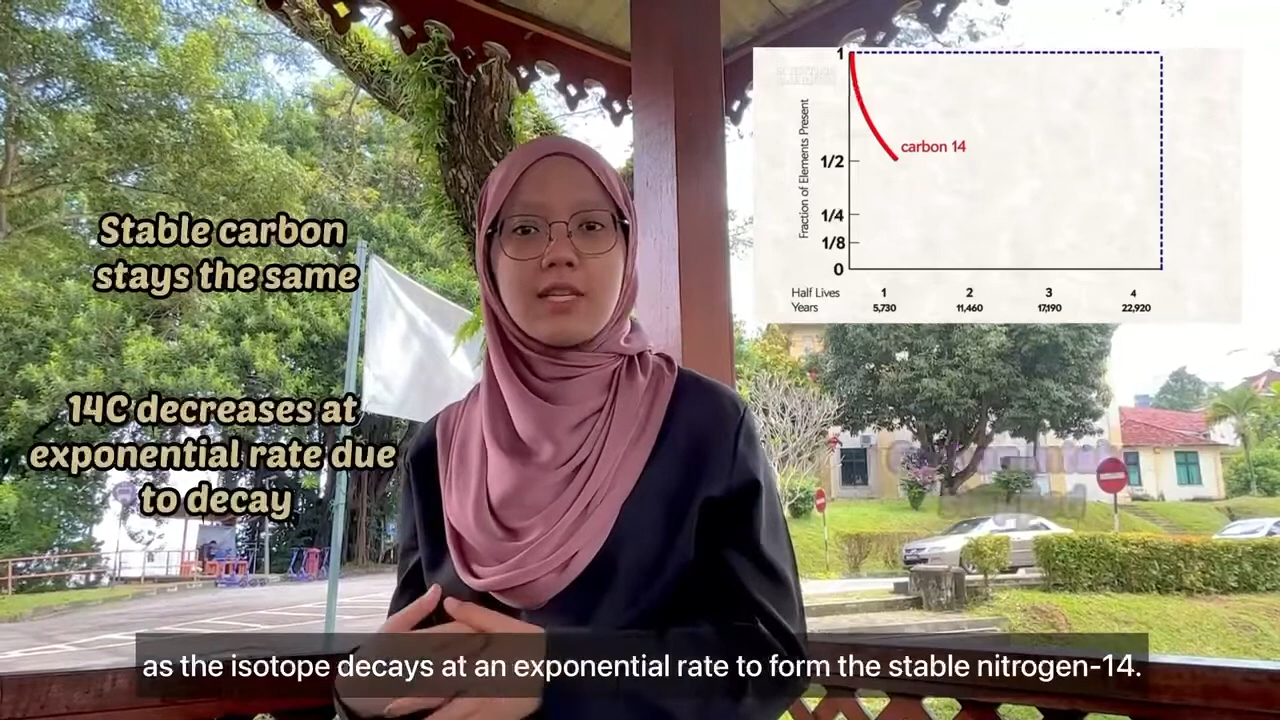 Stable carbon
stays the same
14C decreases at
exponential rate due
to decay
Fraction of Elements Present
1
1/2
1/4
1/8
0
carbon 14
Half Lives 1 2 3 4
Years 5,730 11,460 17,190 22,920
as the isotope decays at an exponential rate to form the stable nitrogen-14.